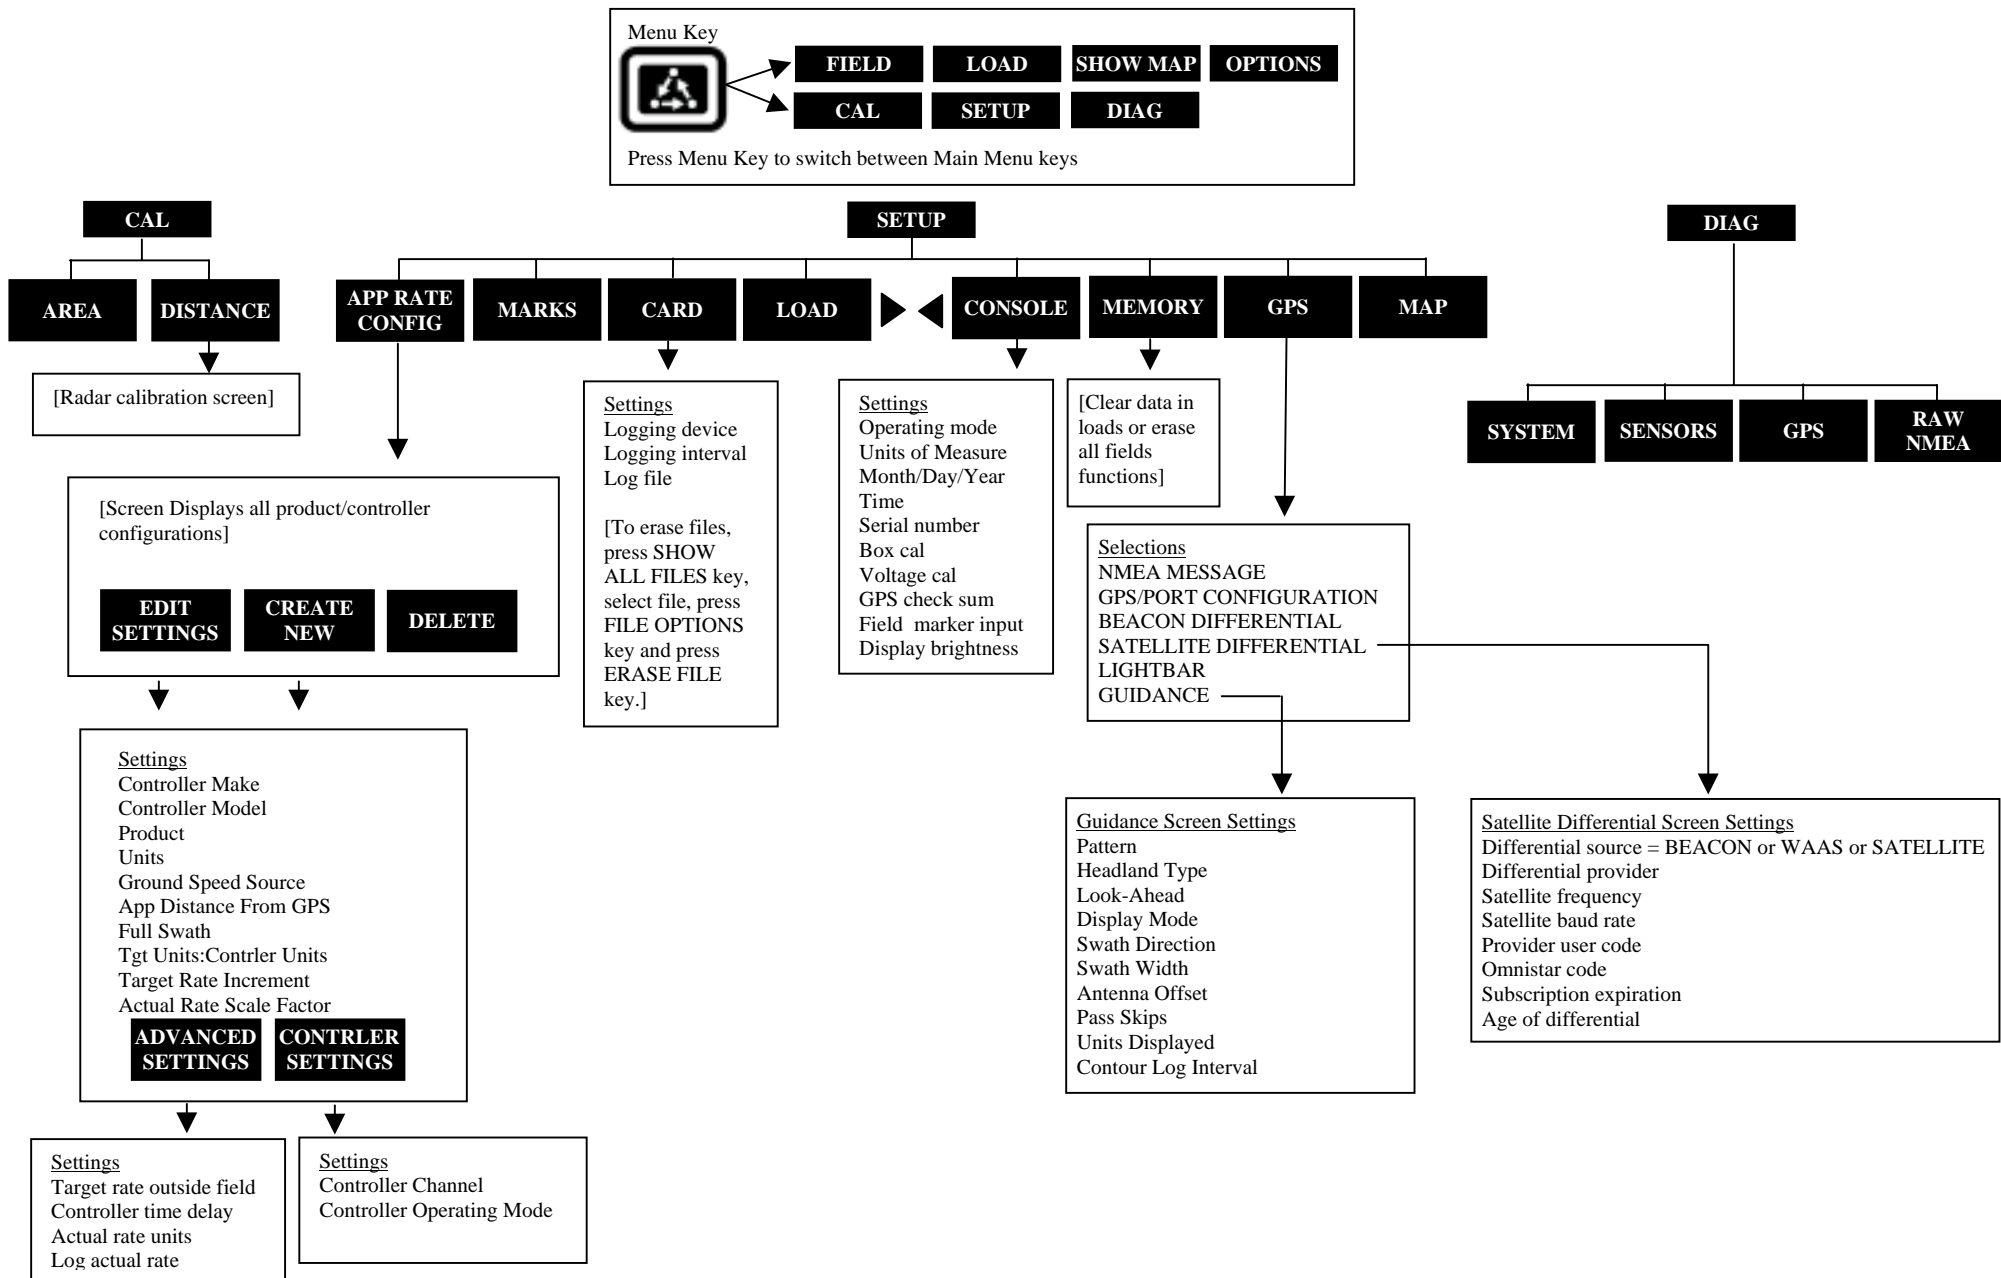 Menu Key
FIELD
LOAD
SHOW MAP
OPTIONS
CAL
SETUP
DIAG
Press Menu Key to switch between Main Menu keys
CAL
AREA
DISTANCE
[Radar calibration screen]
SETUP
APP RATE
CONFIG
MARKS
CARD
LOAD
CONSOLE
MEMORY
GPS
MAP
[Screen Displays all product/controller
configurations]
EDIT
SETTINGS
CREATE
NEW
DELETE
Settings
Controller Make
Controller Model
Product
Units
Ground Speed Source
App Distance From GPS
Full Swath
Tgt Units:Contrler Units
Target Rate Increment
Actual Rate Scale Factor
ADVANCED
SETTINGS
CONTRLER
SETTINGS
Settings
Target rate outside field
Controller time delay
Actual rate units
Log actual rate
Settings
Controller Channel
Controller Operating Mode
Settings
Logging device
Logging interval
Log file
[To erase files,
press SHOW
ALL FILES key,
select file, press
FILE OPTIONS
key and press
ERASE FILE
key.]
Settings
Operating mode
Units of Measure
Month/Day/Year
Time
Serial number
Box cal
Voltage cal
GPS check sum
Field marker input
Display brightness
[Clear data in
loads or erase
all fields
functions]
Selections
NMEA MESSAGE
GPS/PORT CONFIGURATION
BEACON DIFFERENTIAL
SATELLITE DIFFERENTIAL
LIGHTBAR
GUIDANCE
Guidance Screen Settings
Pattern
Headland Type
Look-Ahead
Display Mode
Swath Direction
Swath Width
Antenna Offset
Pass Skips
Units Displayed
Contour Log Interval
Satellite Differential Screen Settings
Differential source = BEACON or WAAS or SATELLITE
Differential provider
Satellite frequency
Satellite baud rate
Provider user code
Omnistar code
Subscription expiration
Age of differential
DIAG
SYSTEM
SENSORS
GPS
RAW
NMEA